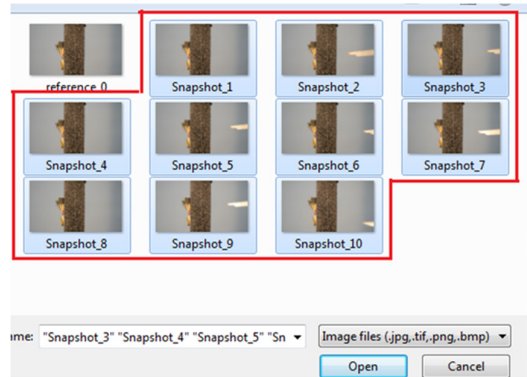 reference_0 Snapshot_1 Snapshot_2 Snapshot_3
Snapshot_4 Snapshot_5 Snapshot_6 Snapshot_7
Snapshot_8 Snapshot_9 Snapshot_10
ame: "Snapshot_3" "Snapshot_4" "Snapshot_5" "Sn Image files (.jpg,.tif,.png,.bmp)
Open Cancel